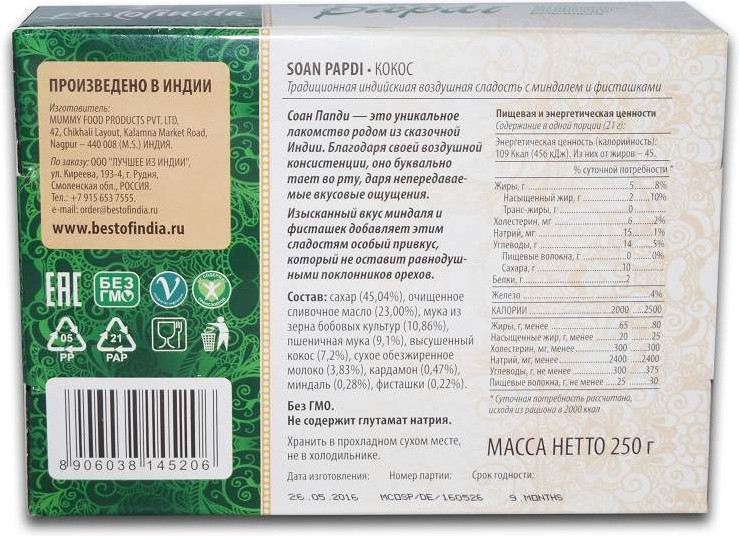 bestofindia
Papdi
ПРОИЗВЕДЕНО В ИНДИИ
Изготовитель:
MUMMY FOOD PRODUCTS PVT. LTD.
42, Chikhali Layout, Kalamna Market Road,
Nagpur – 440 008 (M.S.) ИНДИЯ.
По заказу: ООО "ЛУЧШЕЕ ИЗ ИНДИИ",
ул. Киреева, 193-4, г. Рудня,
Смоленская обл., РОССИЯ.
Тел.: +7 915 653 7555.
e-mail: order@bestofindia.ru
www.bestofindia.ru
EAC
БЕЗ
ГМО
05
PP
21
PAP
8 906038 145206
SOAN PAPDI • КОКОС
Традиционная индийская воздушная сладость с миндалем и фисташками
Соан Папди — это уникальное
лакомство родом из сказочной
Индии. Благодаря своей воздушной
консистенции, оно буквально
тает во рту, даря непередавае-
мые вкусовые ощущения.
Изысканный вкус миндаля и
фисташек добавляет этим
сладостям особый привкус,
который не оставит равнодуш-
ными поклонников орехов.
Состав: сахар (45,04%), очищенное
сливочное масло (23,00%), мука из
зерна бобовых культур (10,86%),
пшеничная мука (9,1%), высушенный
кокос (7,2%), сухое обезжиренное
молоко (3,83%), кардамон (0,47%),
миндаль (0,28%), фисташки (0,22%).
Без ГМО.
Не содержит глутамат натрия.
Хранить в прохладном сухом месте,
не в холодильнике.
Дата изготовления: Номер партии: Срок годности:
26.05.2016 MCDSP/DE/160526 9 MONTHS
Пищевая и энергетическая ценности
Содержание в одной порции (21 г):
Энергетическая ценность (калорийность):
109 Ккал (456 кДж). Из них от жиров – 45.
% суточной потребности *
Жиры, г 5 8%
Насыщенный жир, г 2 10%
Транс-жиры, г 0
Холестерин, мг 6 2%
Натрий, мг 15 1%
Углеводы, г 14 5%
Пищевые волокна, г 0 0%
Сахара, г 10
Белки, г 2
Железо 4%
КАЛОРИИ 2000 2500
Жиры, г, менее 65 80
Насыщенные жир, г, менее 20 25
Холестерин, мг, менее 300 300
Натрий, мг, менее 2400 2400
Углеводы, г, не менее 300 375
Пищевые волокна, г, не менее 25 30
* Суточная потребность рассчитана,
исходя из рациона в 2000 ккал
МАССА НЕТТО 250 г